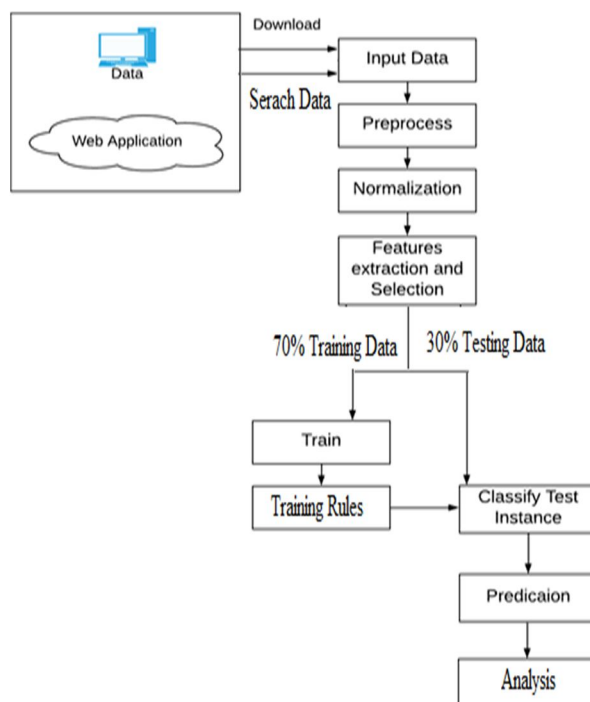 Download
Data
Serach Data
Web Application
Input Data
Preprocess
Normalization
Features
extraction and
Selection
70% Training Data
30% Testing Data
Train
Training Rules
Classify Test
Instance
Predicaion
Analysis